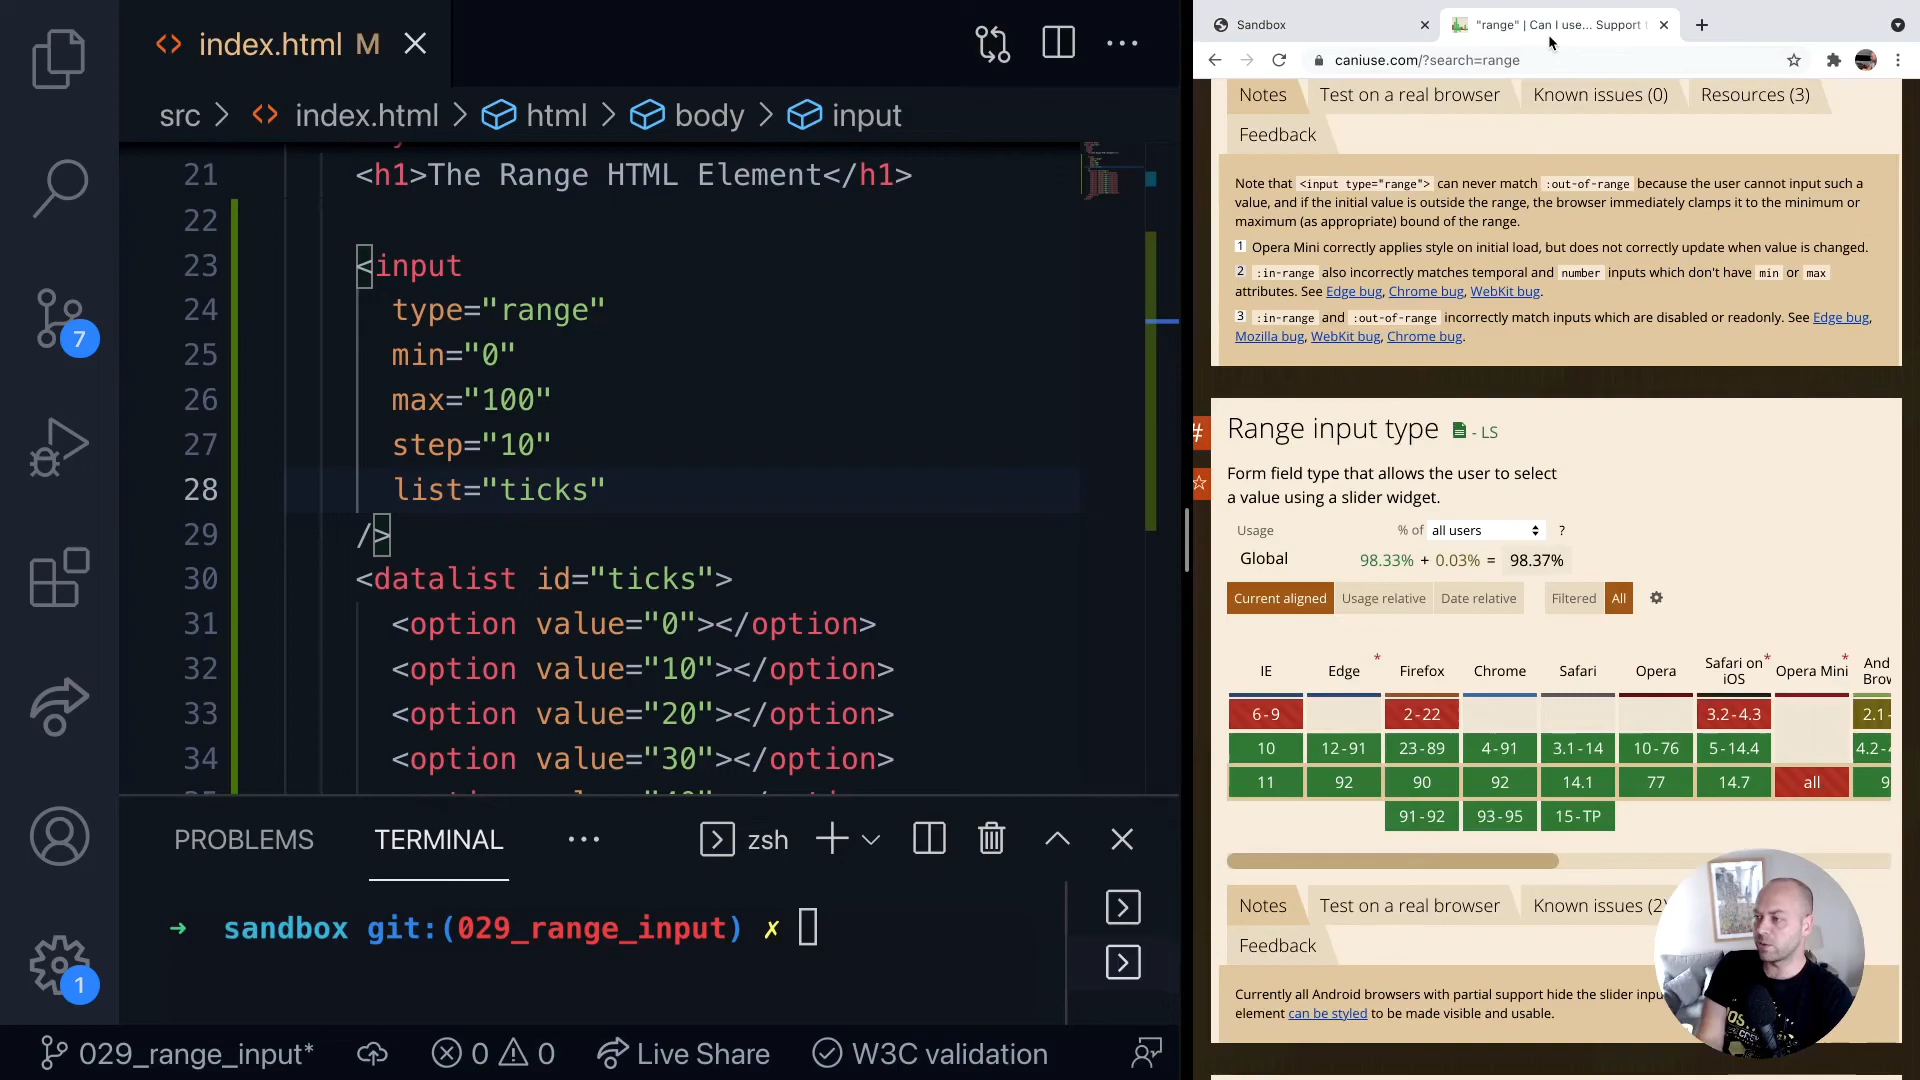 index.html M
src > index.html > html > body > input
21 <h1>The Range HTML Element</h1>
22
23 <input
24 type="range"
25 min="0"
26 max="100"
27 step="10"
28 list="ticks"
29 />
30 <datalist id="ticks">
31 <option value="0"></option>
32 <option value="10"></option>
33 <option value="20"></option>
34 <option value="30"></option>
7
1
PROBLEMS TERMINAL ··· zsh
→ sandbox git:(029_range_input) ✗
029_range_input* 0 0 Live Share W3C validation
Sandbox
"range" | Can I use... Support
caniuse.com/?search=range
Notes Test on a real browser Known issues (0) Resources (3)
Feedback
Note that <input type="range"> can never match :out-of-range because the user cannot input such a
value, and if the initial value is outside the range, the browser immediately clamps it to the minimum or
maximum (as appropriate) bound of the range.
1 Opera Mini correctly applies style on initial load, but does not correctly update when value is changed.
2 :in-range also incorrectly matches temporal and number inputs which don't have min or max
attributes. See Edge bug, Chrome bug, WebKit bug.
3 :in-range and :out-of-range incorrectly match inputs which are disabled or readonly. See Edge bug,
Mozilla bug, WebKit bug, Chrome bug.
# Range input type - LS
Form field type that allows the user to select
a value using a slider widget.
Usage % of all users ?
Global 98.33% + 0.03% = 98.37%
Current aligned Usage relative Date relative Filtered All
IE Edge * Firefox Chrome Safari Opera Safari on iOS * Opera Mini *
6-9 2-22 3.2-4.3 2.1-
10 12-91 23-89 4-91 3.1-14 10-76 5-14.4 4.2-
11 92 90 92 14.1 77 14.7 all 9
91-92 93-95 15-TP
Notes Test on a real browser Known issues (2)
Feedback
Currently all Android browsers with partial support hide the slider
element can be styled to be made visible and usable.